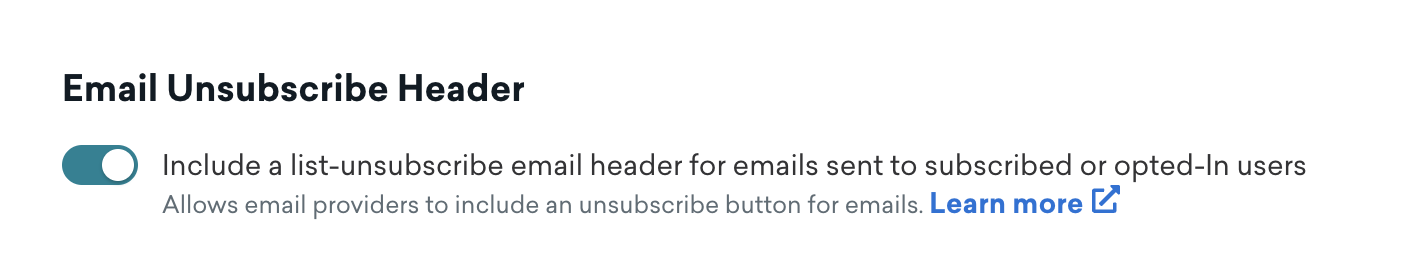 Email Unsubscribe Header
Include a list-unsubscribe email header for emails sent to subscribed or opted-In users
Allows email providers to include an unsubscribe button for emails. Learn more